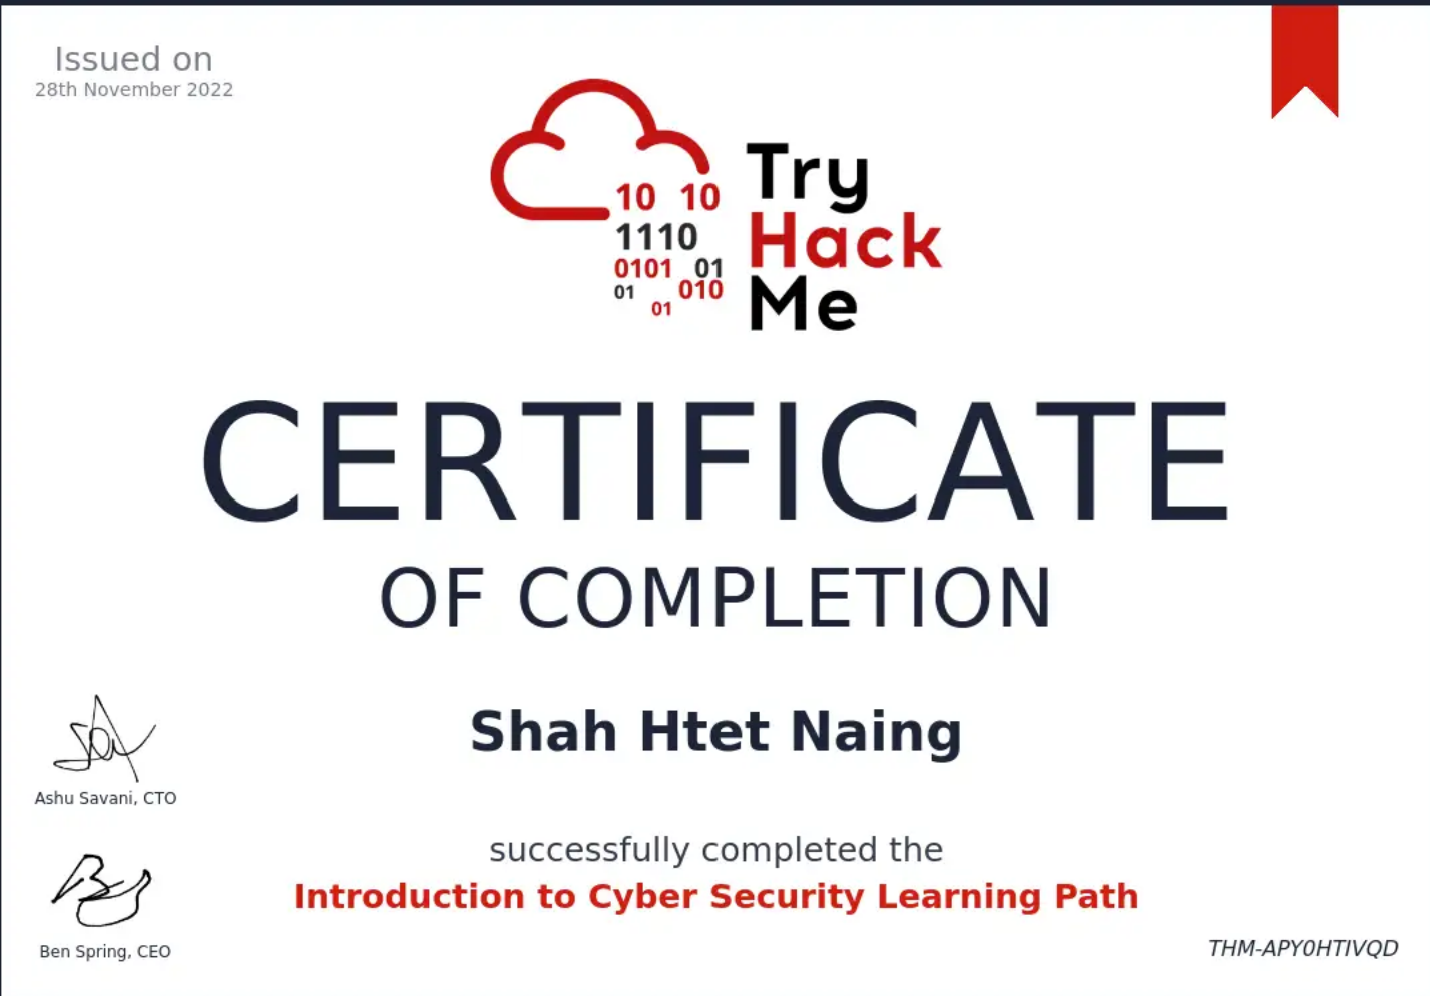 Issued on
28th November 2022
10 10
1110
0101 01
01 010
01
Try
Hack
Me
CERTIFICATE
OF COMPLETION
Shah Htet Naing
Ashu Savani, CTO
successfully completed the
Introduction to Cyber Security Learning Path
Ben Spring, CEO
THM-APY0HTIVQD